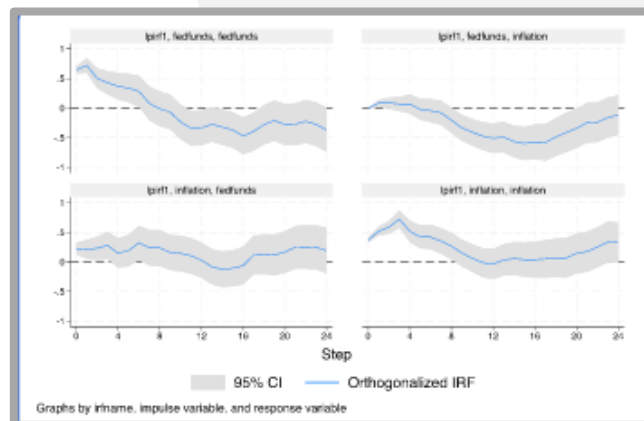 lpirf1, fedfunds, fedfunds
lpirf1, fedfunds, inflation
1
.5
0
-.5
-1
lpirf1, inflation, fedfunds
lpirf1, inflation, inflation
1
.5
0
-.5
-1
0 4 8 12 16 20 24
0 4 8 12 16 20 24
Step
95% CI
Orthogonalized IRF
Graphs by irfname, impulse variable, and response variable